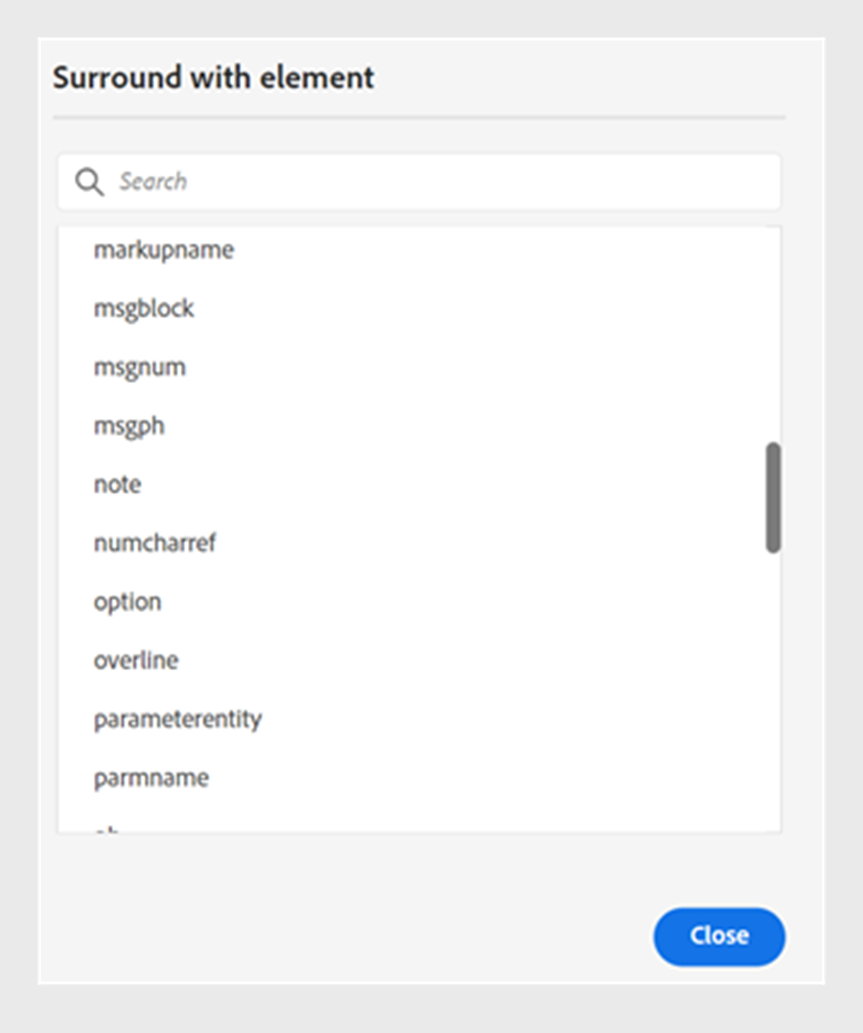 Surround with element
Search
markupname
msgblock
msgnum
msgph
note
numcharref
option
overline
parameterentity
parmname
Close